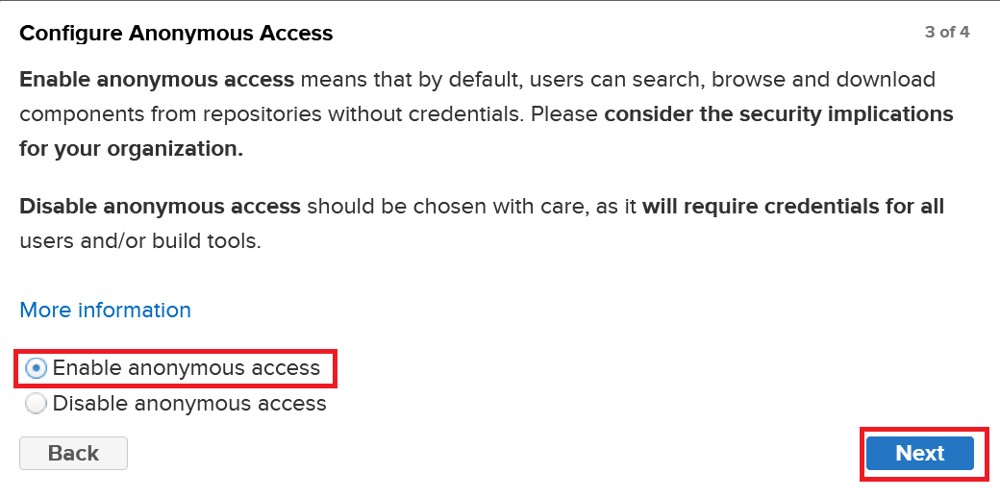 Configure Anonymous Access
3 of 4
Enable anonymous access means that by default, users can search, browse and download
components from repositories without credentials. Please consider the security implications
for your organization.
Disable anonymous access should be chosen with care, as it will require credentials for all
users and/or build tools.
More information
Enable anonymous access
Disable anonymous access
Back
Next